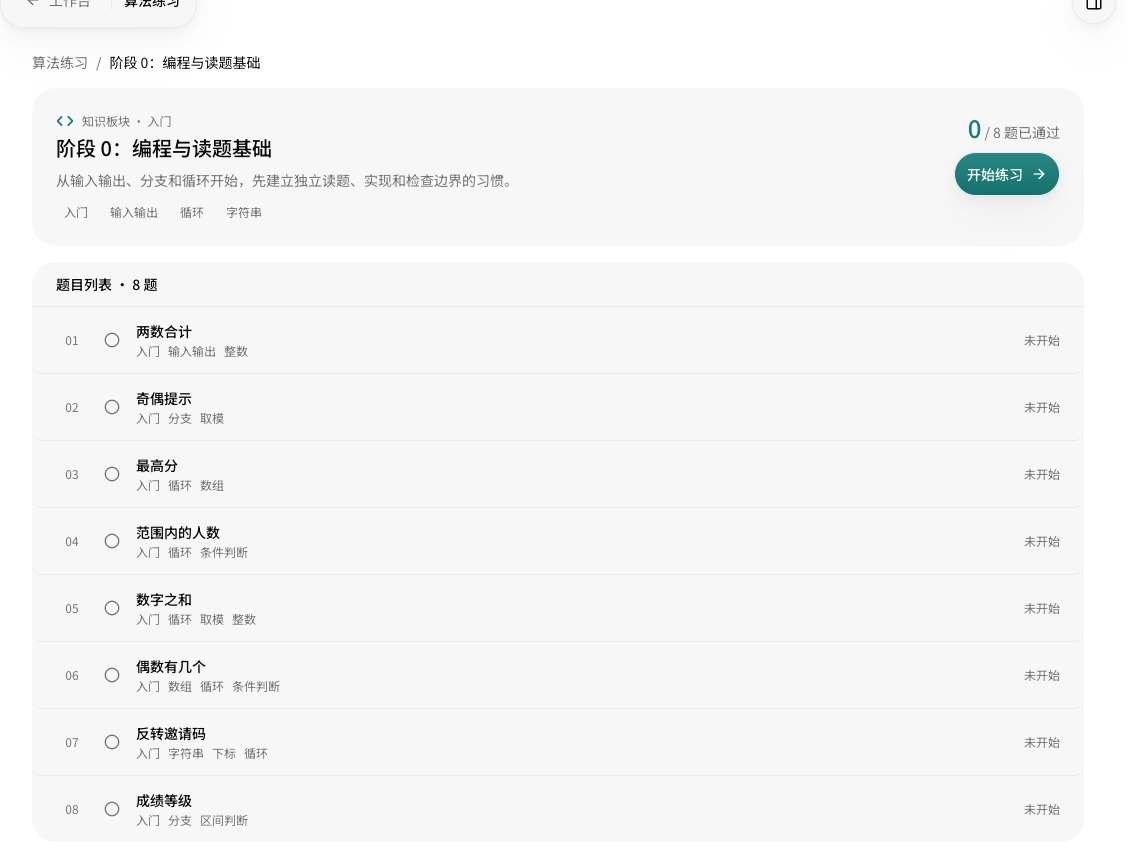 工作台 算法练习
算法练习 / 阶段 0：编程与读题基础
知识板块 · 入门
阶段 0：编程与读题基础
从输入输出、分支和循环开始，先建立独立读题、实现和检查边界的习惯。
入门 输入输出 循环 字符串
0 / 8 题已通过
开始练习
题目列表 · 8 题
01 两数合计 未开始
入门 输入输出 整数
02 奇偶提示 未开始
入门 分支 取模
03 最高分 未开始
入门 循环 数组
04 范围内的人数 未开始
入门 循环 条件判断
05 数字之和 未开始
入门 循环 取模 整数
06 偶数有几个 未开始
入门 数组 循环 条件判断
07 反转邀请码 未开始
入门 字符串 下标 循环
08 成绩等级 未开始
入门 分支 区间判断